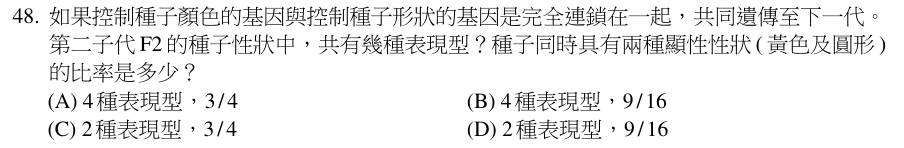 48. 如果控制種子顏色的基因與控制種子形狀的基因是完全連鎖在一起，共同遺傳至下一代。
第二子代 F2 的種子性狀中，共有幾種表現型？種子同時具有兩種顯性性狀 ( 黃色及圓形 )
的比率是多少？
(A) 4 種表現型，3/4 (B) 4 種表現型，9/16
(C) 2 種表現型，3/4 (D) 2 種表現型，9/16